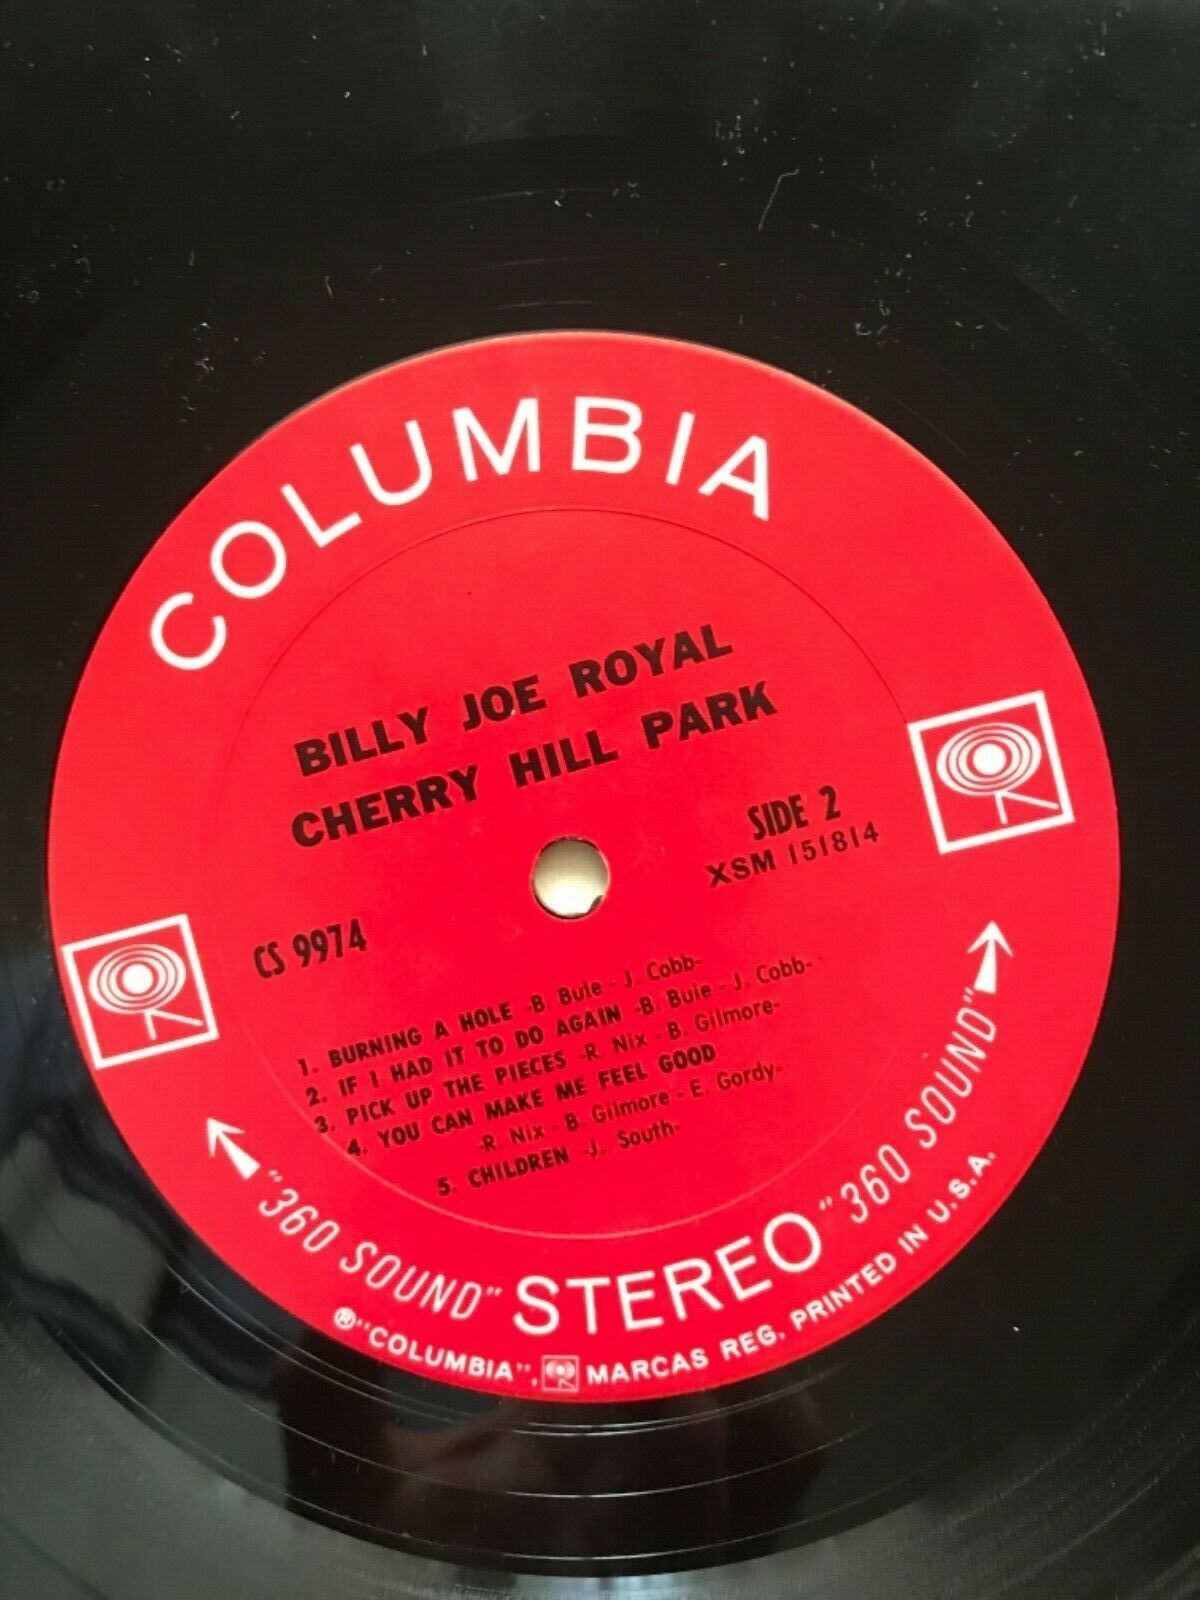 COLUMBIA
BILLY JOE ROYAL
CHERRY HILL PARK
SIDE 2
XSM 151814
CS 9974
1. BURNING A HOLE -B. Buie - J. Cobb-
2. IF I HAD IT TO DO AGAIN -B. Buie - J. Cobb-
3. PICK UP THE PIECES -R. Nix - B. Gilmore-
4. YOU CAN MAKE ME FEEL GOOD
-R. Nix - B. Gilmore - E. Gordy-
5. CHILDREN -J. South-
"360 SOUND" STEREO "360 SOUND"
® "COLUMBIA", MARCAS REG. PRINTED IN U.S.A.